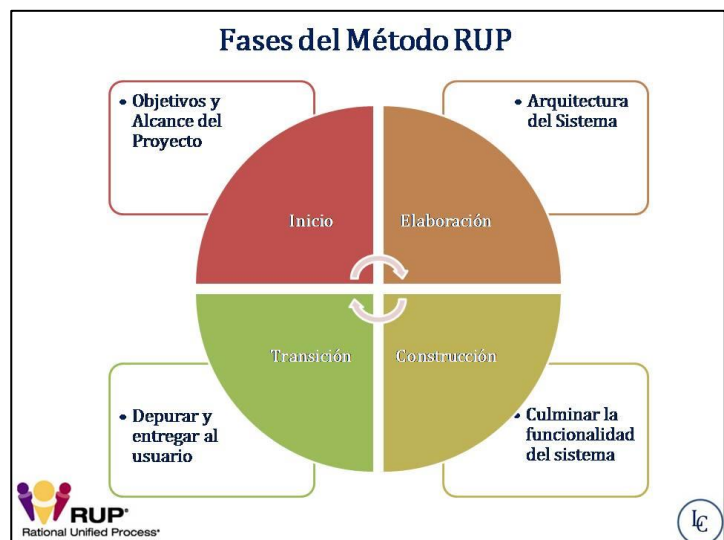 Fases del Método RUP
• Objetivos y
Alcance del
Proyecto
• Arquitectura
del Sistema
Inicio
Elaboración
Transición
Construcción
• Depurar y
entregar al
usuario
• Culminar la
funcionalidad
del sistema
RUP®
Rational Unified Process®
LC